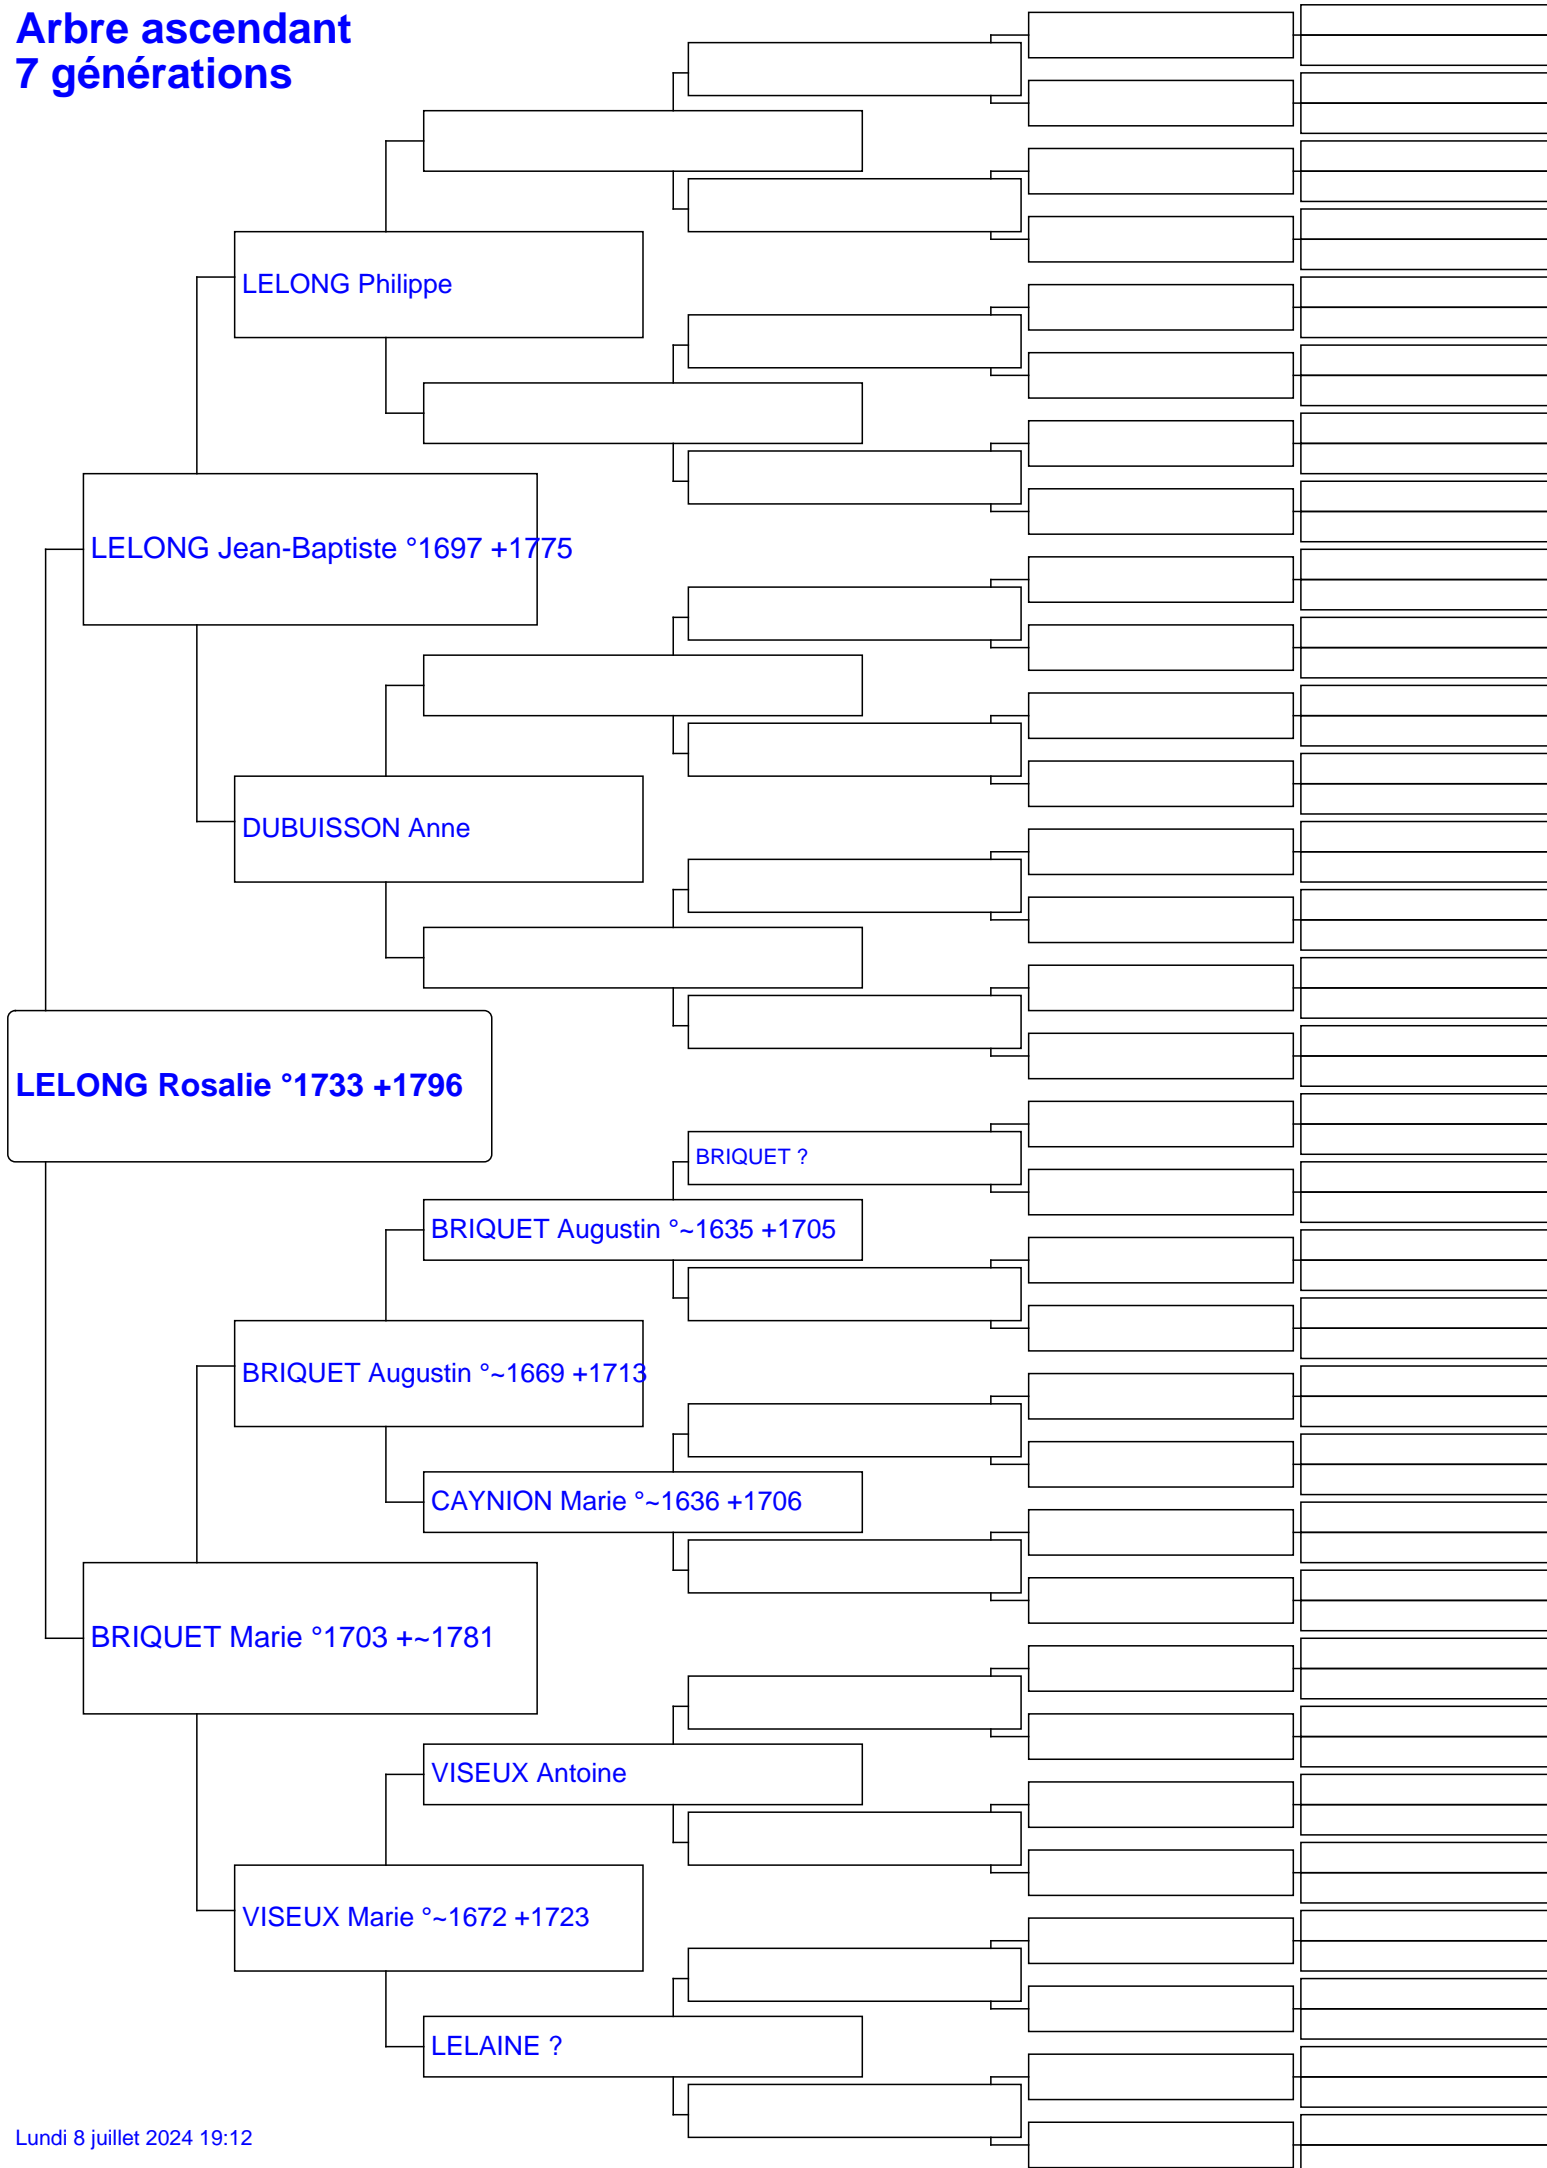 Arbre ascendant
7 générations
LELONG Philippe
LELONG Jean-Baptiste °1697 +1775
DUBUISSON Anne
LELONG Rosalie °1733 +1796
BRIQUET ?
BRIQUET Augustin °~1635 +1705
BRIQUET Augustin °~1669 +1713
CAYNION Marie °~1636 +1706
BRIQUET Marie °1703 +~1781
VISEUX Antoine
VISEUX Marie °~1672 +1723
LELAINE ?
Lundi 8 juillet 2024 19:12